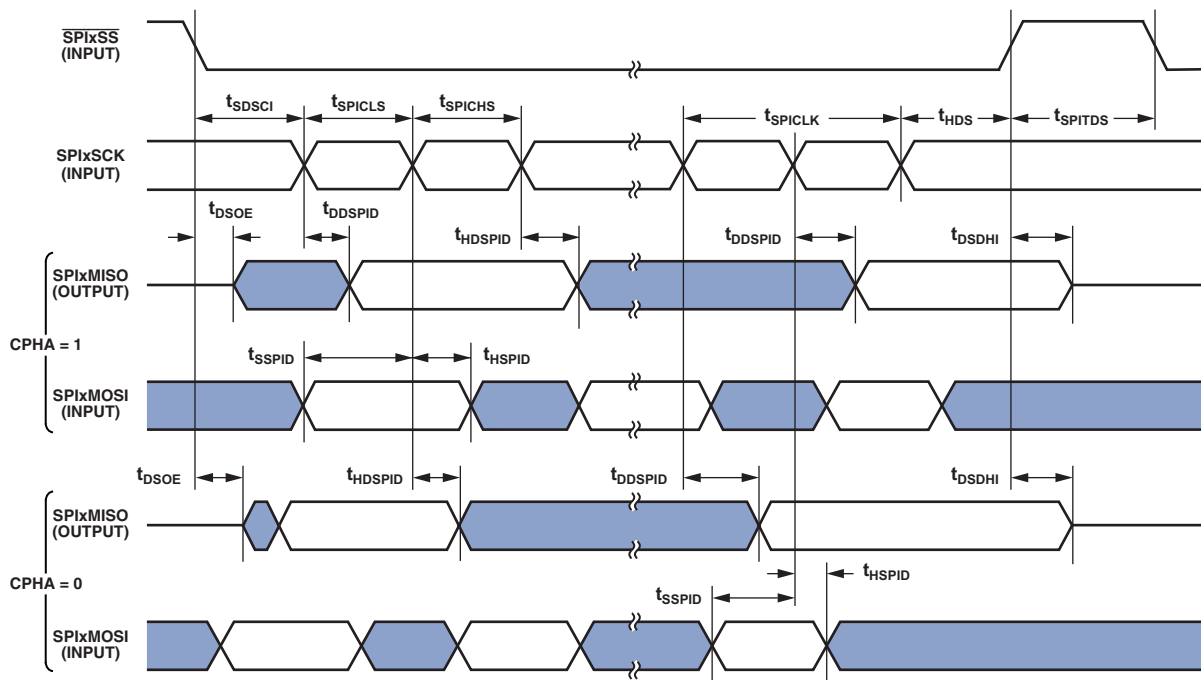 SPIxSS
(INPUT)
tSDSCI tSPICLS tSPICHS tSPICLK tHDS tSPITDS
SPIxSCK
(INPUT)
tDSOE tDDSPID tHDSPID tDDSPID tDSDHI
SPIxMISO
(OUTPUT)
CPHA = 1
tSSPID tHSPID
SPIxMOSI
(INPUT)
tDSOE tHDSPID tDDSPID tDSDHI
SPIxMISO
(OUTPUT)
CPHA = 0
tHSPID
tSSPID
SPIxMOSI
(INPUT)